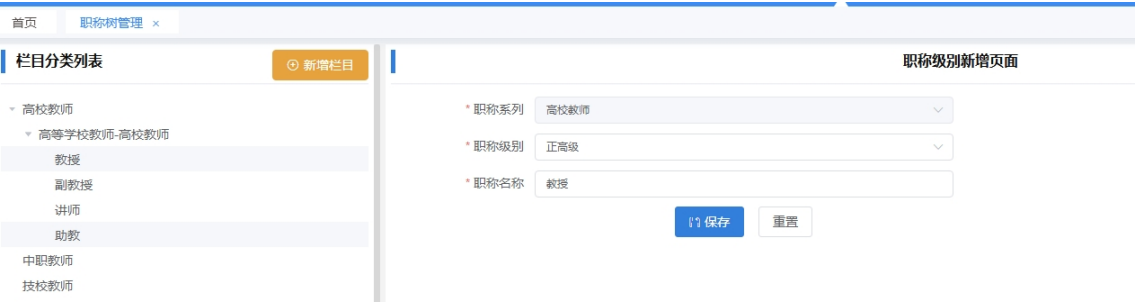 首页 职称树管理 ×
栏目分类列表 新增栏目
职称级别新增页面
高校教师
高等学校教师-高校教师
教授
副教授
讲师
助教
中职教师
技校教师
* 职称系列 高校教师
* 职称级别 正高级
* 职称名称 教授
保存 重置